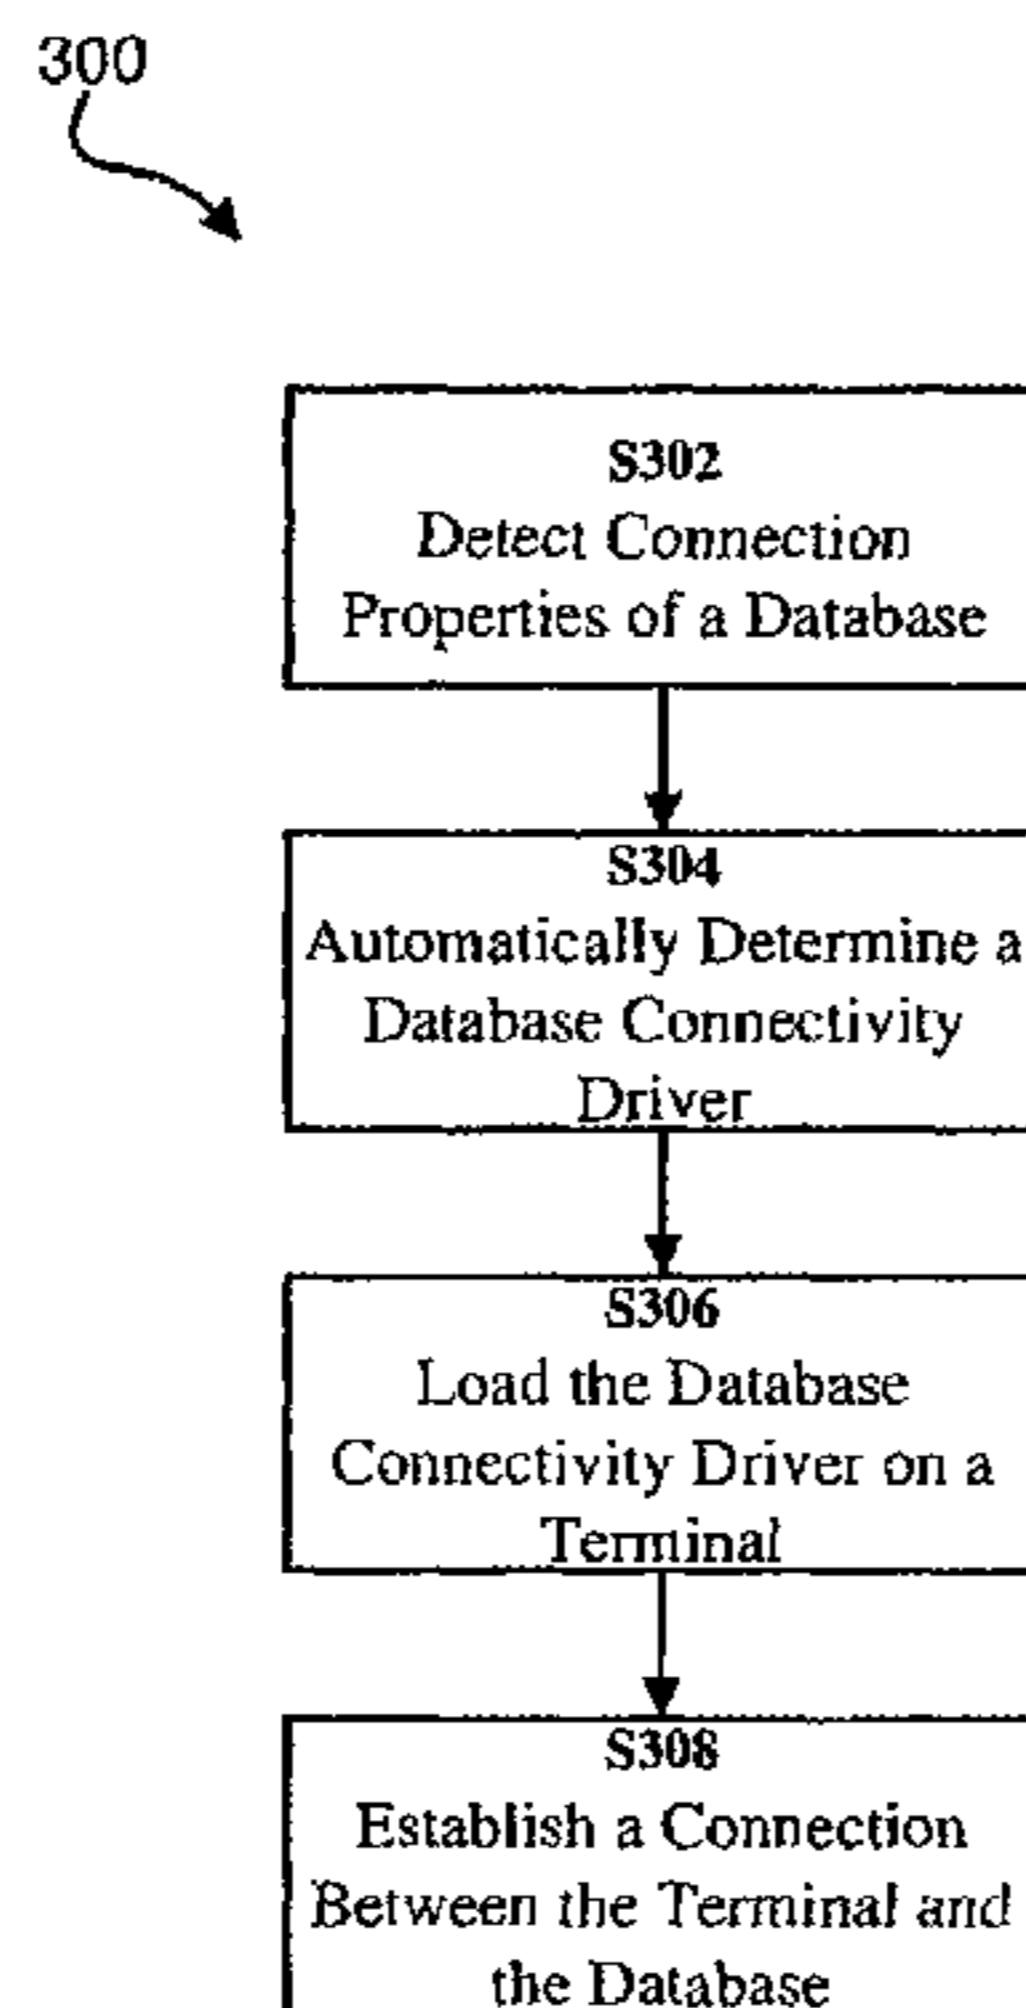 300
S302
Detect Connection
Properties of a Database
S304
Automatically Determine a
Database Connectivity
Driver
S306
Load the Database
Connectivity Driver on a
Terminal
S308
Establish a Connection
Between the Terminal and
the Database